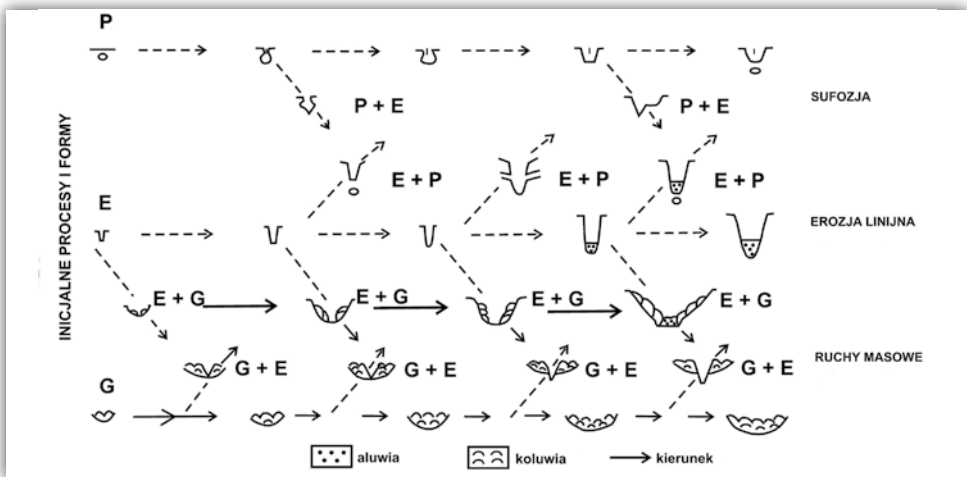 P
SUFOZJA
P + E
P + E
E + P
E + P
E + P
E
EROZJA LINIJNA
INICJALNE PROCESY I FORMY
E + G
E + G
E + G
E + G
RUCHY MASOWE
G + E
G + E
G + E
G + E
G
aluwia
koluwia
kierunek